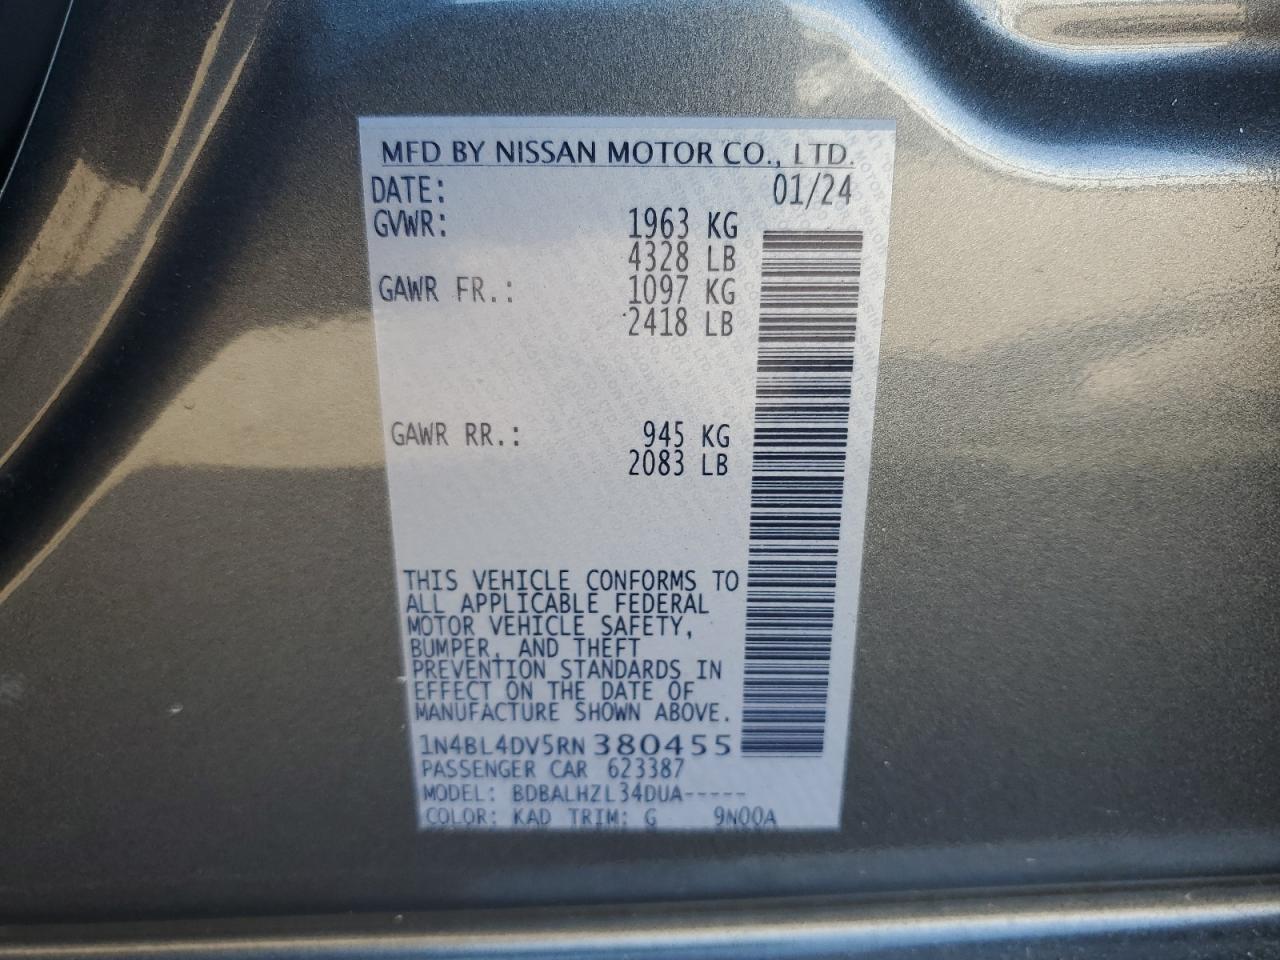 MFD BY NISSAN MOTOR CO., LTD.
DATE: 01/24
GVWR: 1963 KG
4328 LB
GAWR FR.: 1097 KG
2418 LB
GAWR RR.: 945 KG
2083 LB
THIS VEHICLE CONFORMS TO
ALL APPLICABLE FEDERAL
MOTOR VEHICLE SAFETY,
BUMPER, AND THEFT
PREVENTION STANDARDS IN
EFFECT ON THE DATE OF
MANUFACTURE SHOWN ABOVE.
1N4BL4DV5RN380455
PASSENGER CAR 623387
MODEL: BDBALHZL34DUA-----
COLOR: KAD TRIM: G 9N00A